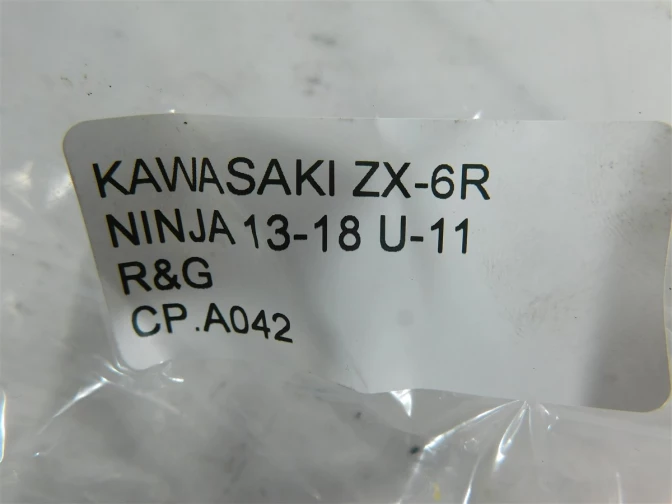 KAWASAKI ZX-6R
NINJA 13-18 U-11
R&G
CP.A042